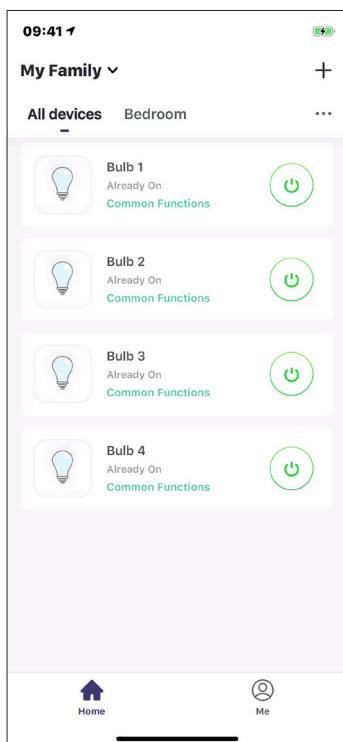 09:41
My Family
All devices Bedroom
Bulb 1
Already On
Common Functions
Bulb 2
Already On
Common Functions
Bulb 3
Already On
Common Functions
Bulb 4
Already On
Common Functions
Home Me